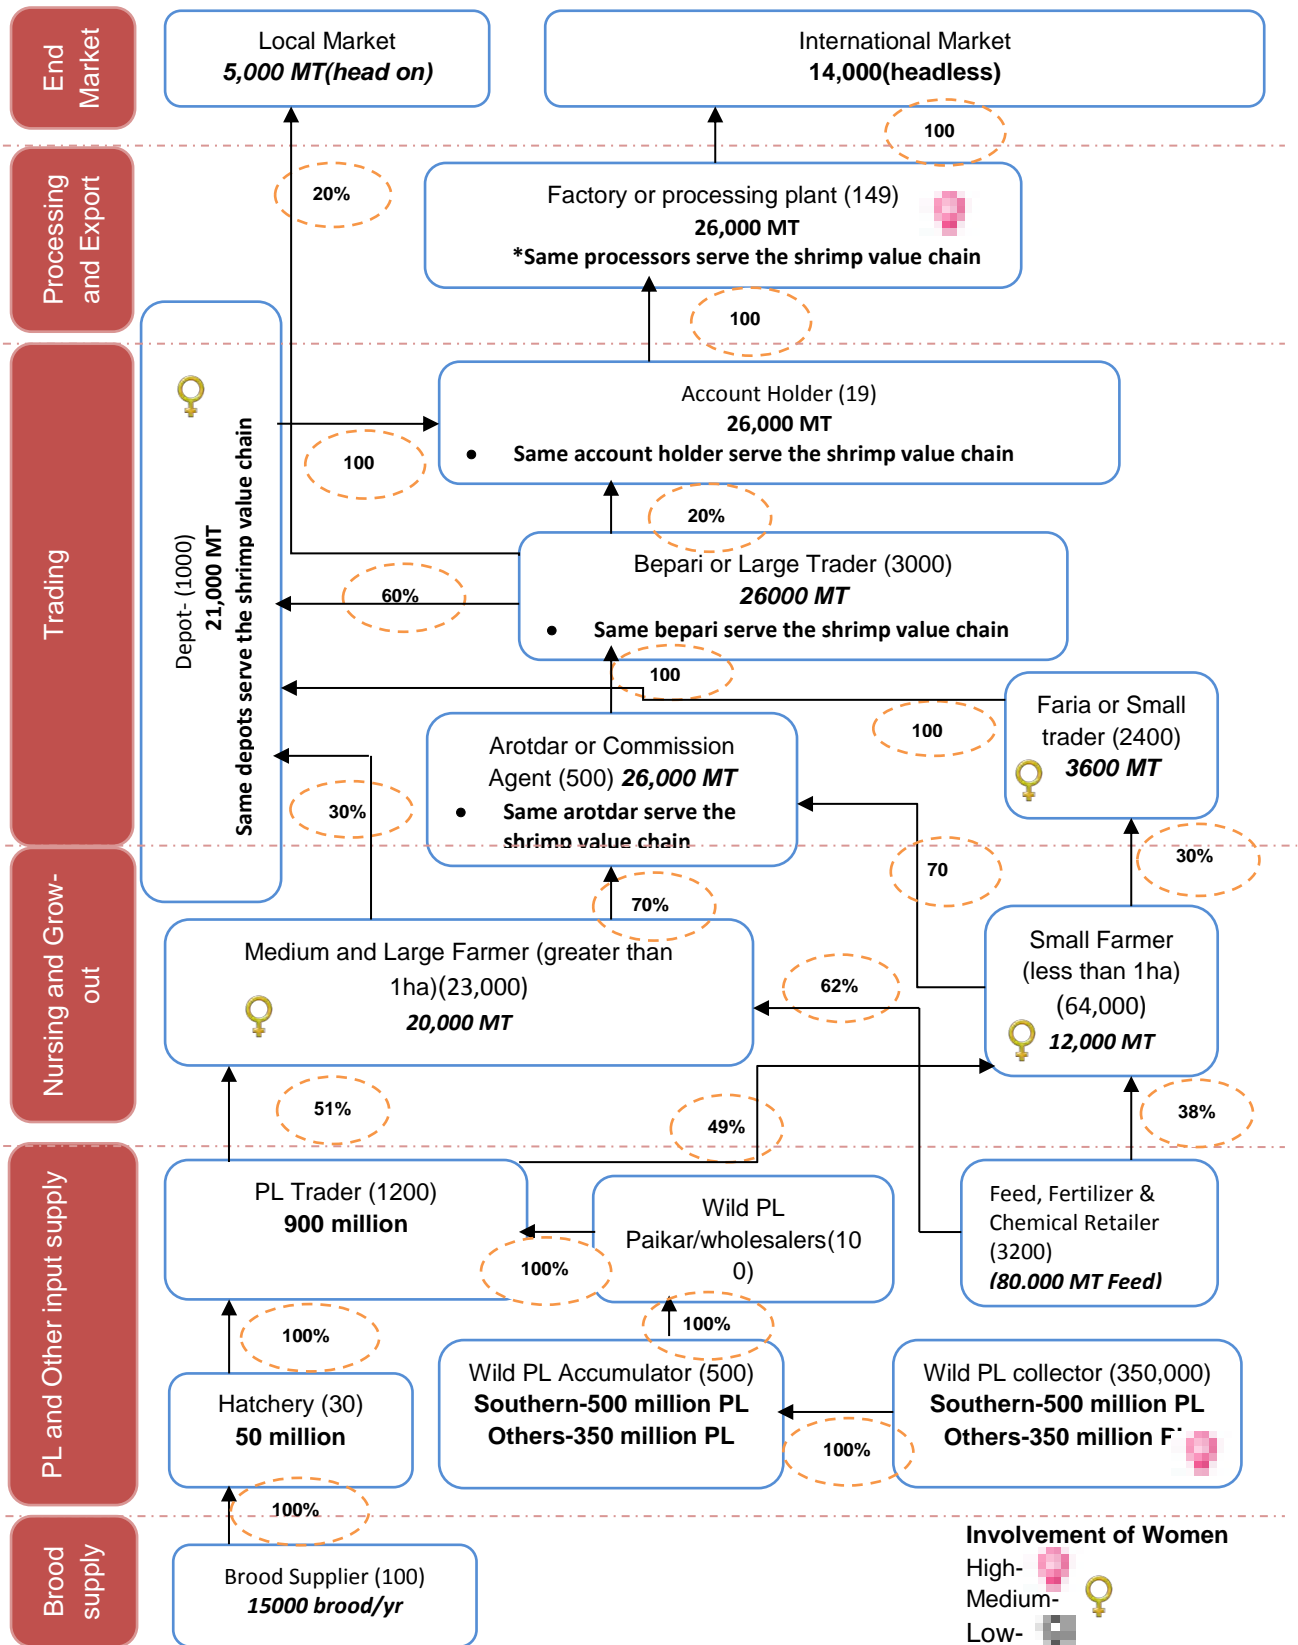 End
Market
Local Market
5,000 MT(head on)
International Market
14,000(headless)
100
20%
Processing
and Export
Factory or processing plant (149)
26,000 MT
*Same processors serve the shrimp value chain
100
Trading
Depot- (1000)
21,000 MT
Same depots serve the shrimp value chain
Account Holder (19)
26,000 MT
• Same account holder serve the shrimp value chain
100
20%
Bepari or Large Trader (3000)
26000 MT
• Same bepari serve the shrimp value chain
60%
100
Faria or Small
trader (2400)
3600 MT
100
Arotdar or Commission
Agent (500) 26,000 MT
• Same arotdar serve the
shrimp value chain
30%
70
30%
Nursing and Grow-
out
70%
Medium and Large Farmer (greater than
1ha)(23,000)
20,000 MT
62%
Small Farmer
(less than 1ha)
(64,000)
12,000 MT
51%
49%
38%
PL and Other input supply
PL Trader (1200)
900 million
Wild PL
Paikar/wholesalers(10
0)
Feed, Fertilizer &
Chemical Retailer
(3200)
(80.000 MT Feed)
100%
100%
100%
Hatchery (30)
50 million
Wild PL Accumulator (500)
Southern-500 million PL
Others-350 million PL
Wild PL collector (350,000)
Southern-500 million PL
Others-350 million
100%
100%
Brood
supply
Brood Supplier (100)
15000 brood/yr
Involvement of Women
High-
Medium-
Low-